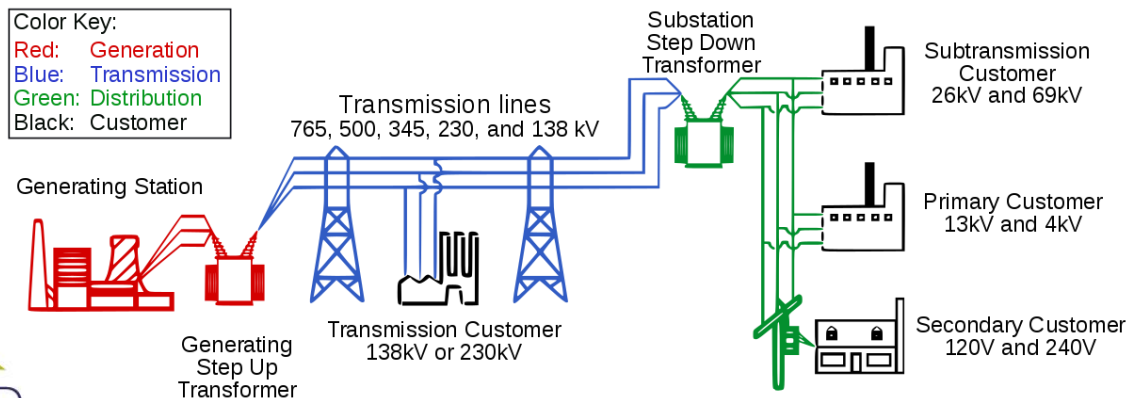 Color Key:
Red: Generation
Blue: Transmission
Green: Distribution
Black: Customer
Generating Station
Generating
Step Up
Transformer
Transmission lines
765, 500, 345, 230, and 138 kV
Transmission Customer
138kV or 230kV
Substation
Step Down
Transformer
Subtransmission
Customer
26kV and 69kV
Primary Customer
13kV and 4kV
Secondary Customer
120V and 240V